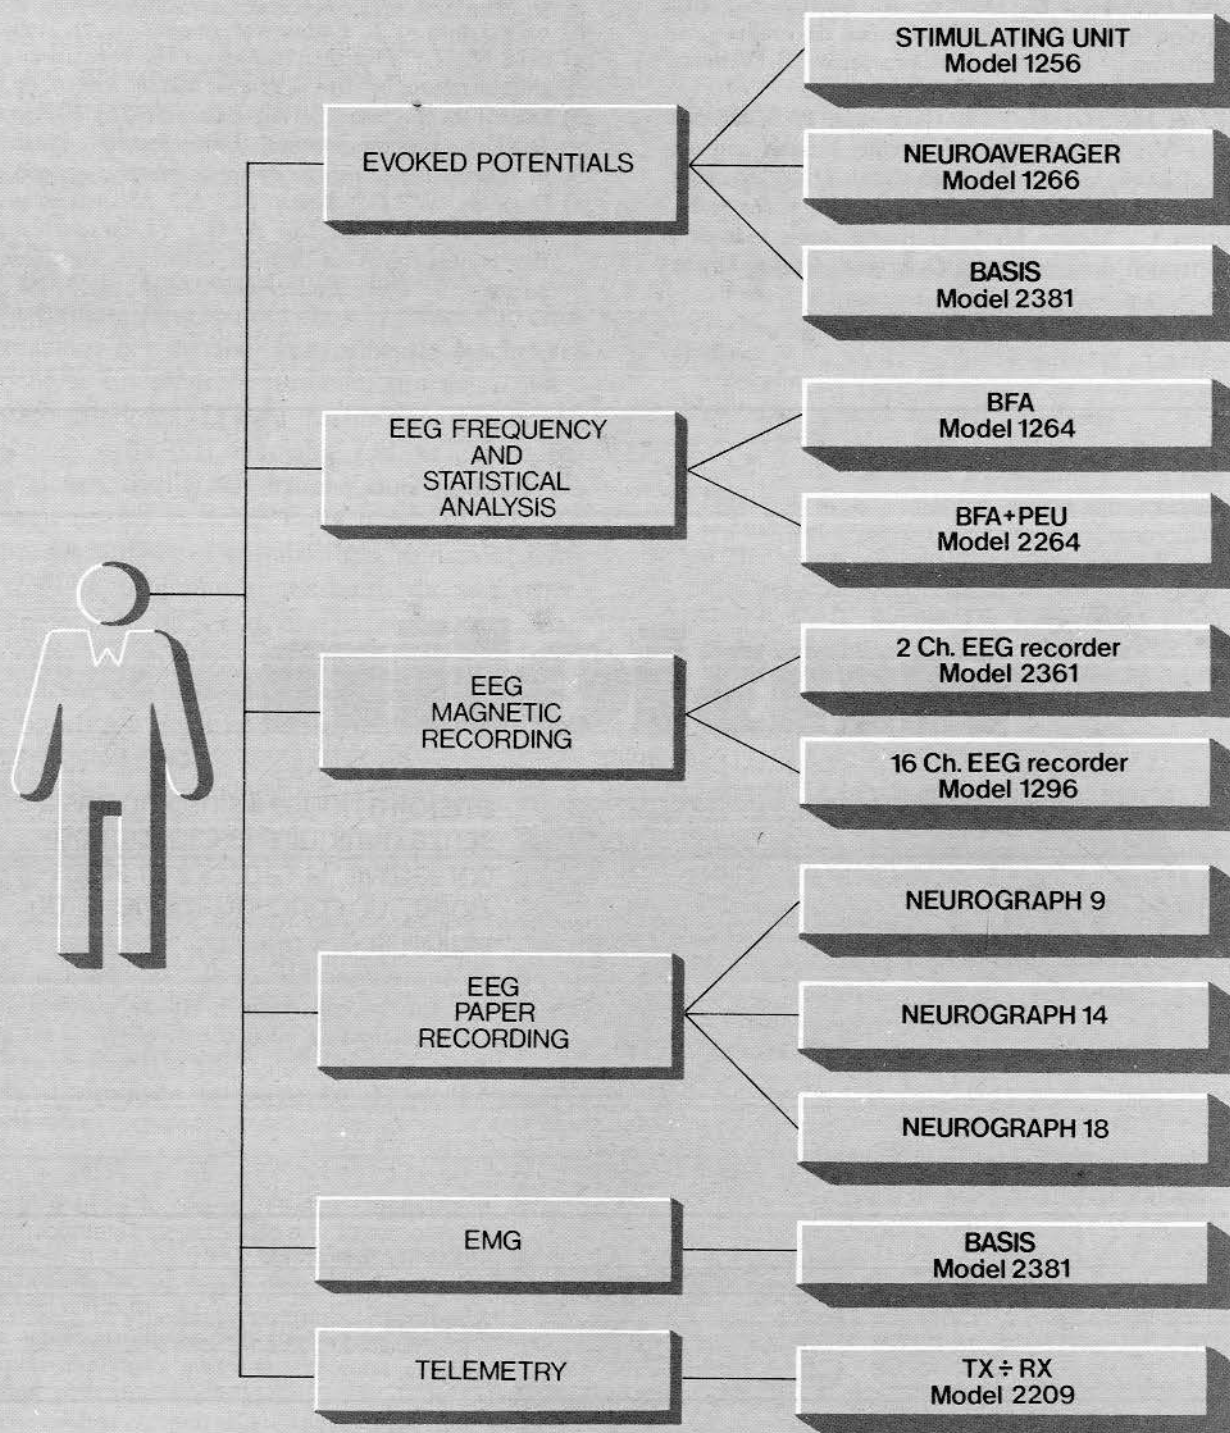 EVOKED POTENTIALS
STIMULATING UNIT
Model 1256
NEUROAVERAGER
Model 1266
BASIS
Model 2381
EEG FREQUENCY
AND
STATISTICAL
ANALYSIS
BFA
Model 1264
BFA+PEU
Model 2264
EEG
MAGNETIC
RECORDING
2 Ch. EEG recorder
Model 2361
16 Ch. EEG recorder
Model 1296
EEG
PAPER
RECORDING
NEUROGRAPH 9
NEUROGRAPH 14
NEUROGRAPH 18
EMG
BASIS
Model 2381
TELEMETRY
TX ÷ RX
Model 2209